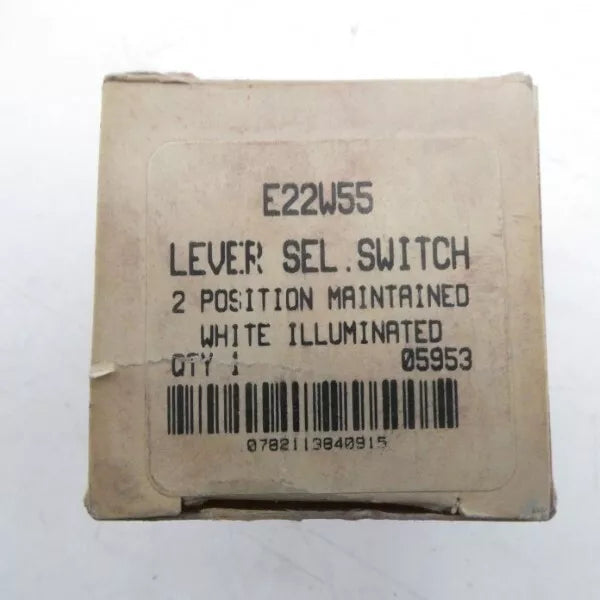 E22W55
LEVER SEL.SWITCH
2 POSITION MAINTAINED
WHITE ILLUMINATED
QTY 1 05953
0782113840915